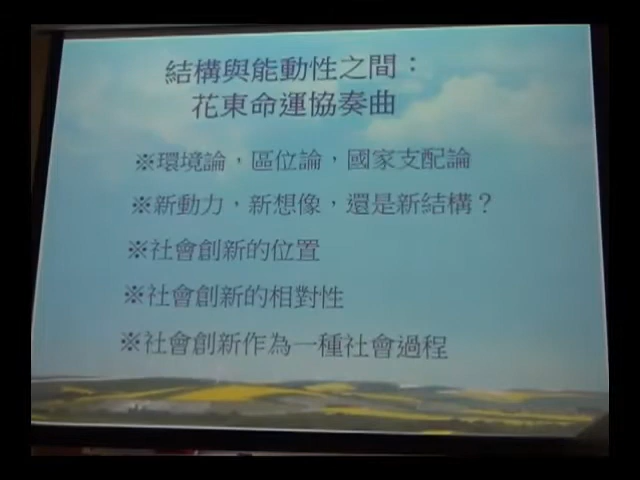 結構與能動性之間：
花東命運協奏曲
※環境論，區位論，國家支配論
※新動力，新想像，還是新結構？
※社會創新的位置
※社會創新的相對性
※社會創新作為一種社會過程